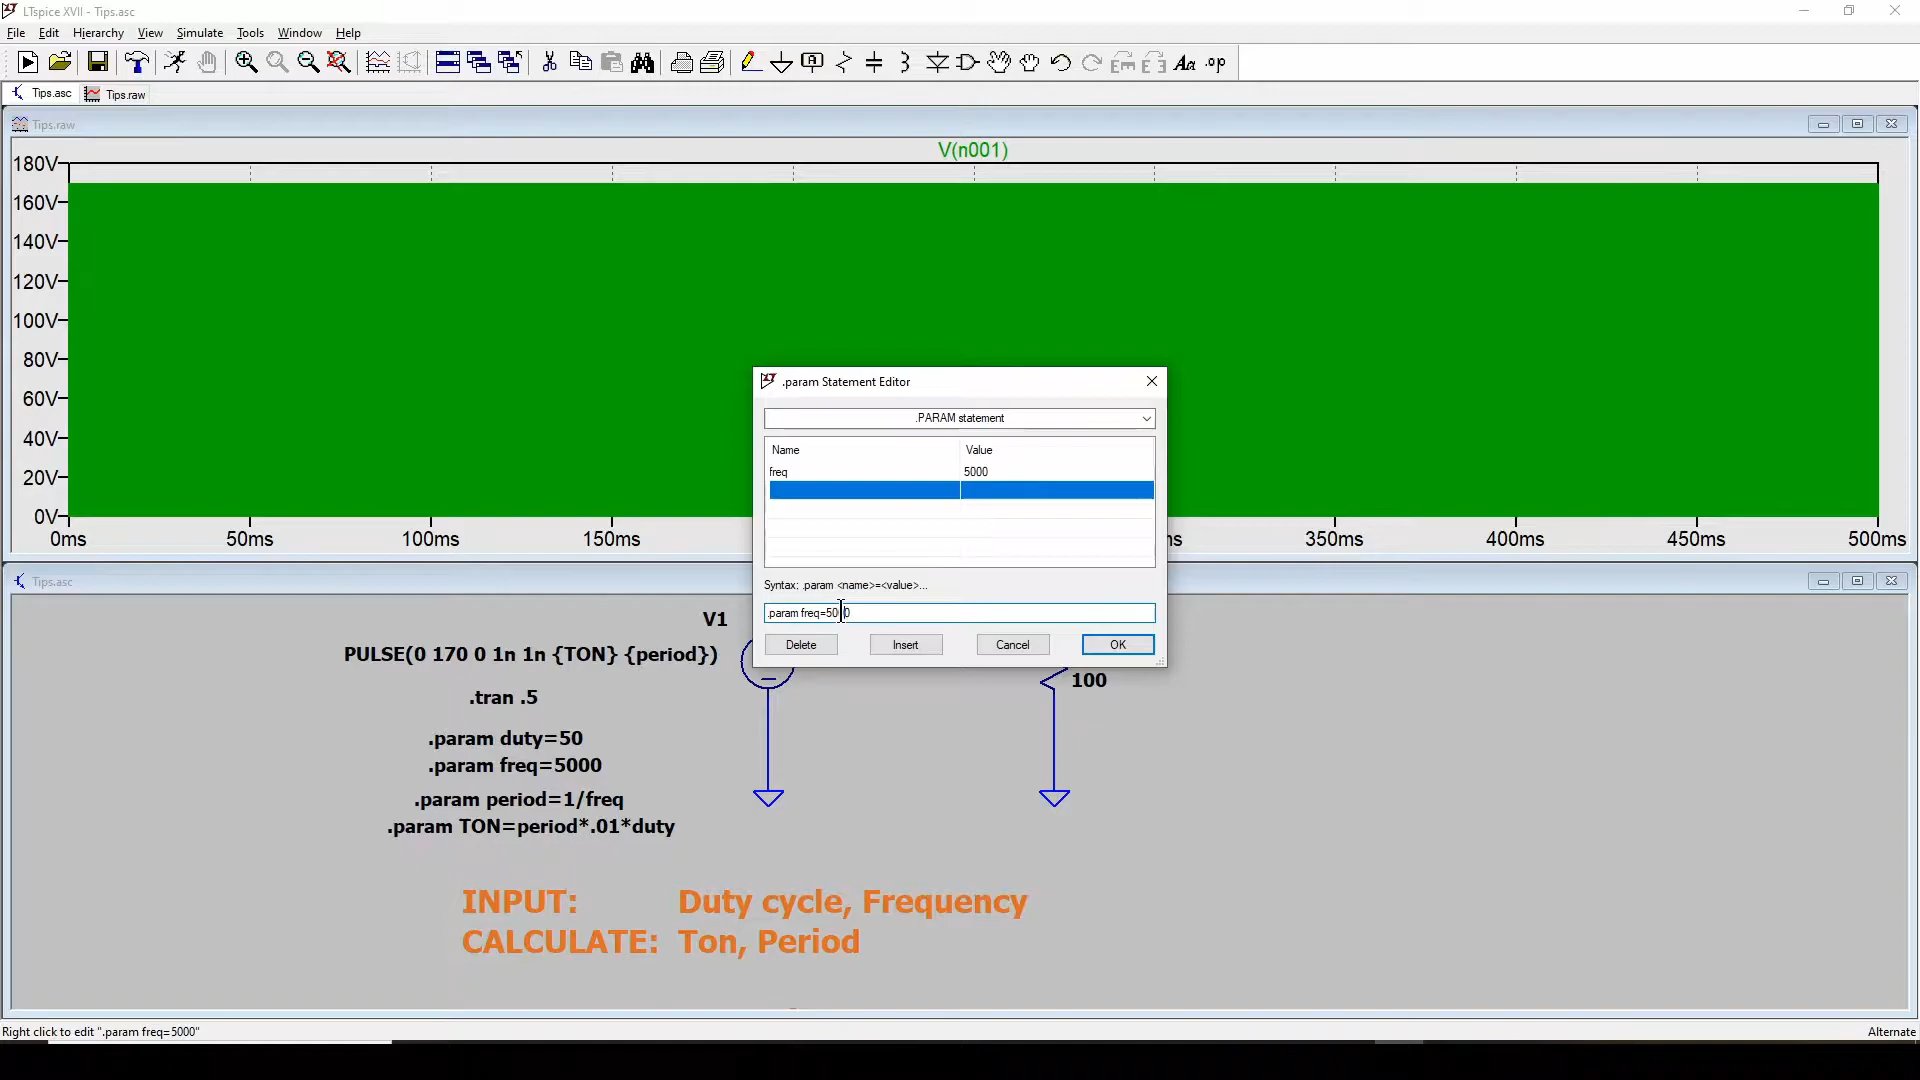 LTspice XVII - Tips.asc
File Edit Hierarchy View Simulate Tools Window Help
Tips.asc Tips.raw
Tips.raw
V(n001)
180V
160V
140V
120V
100V
80V
60V
40V
20V
0V
0ms 50ms 100ms 150ms 350ms 400ms 450ms 500ms
.param Statement Editor
.PARAM statement
Name Value
freq 5000
Syntax: .param <name>=<value>...
.param freq=5000
Delete Insert Cancel OK
Tips.asc
V1
PULSE(0 170 0 1n 1n {TON} {period})
100
.tran .5
.param duty=50
.param freq=5000
.param period=1/freq
.param TON=period*.01*duty
INPUT: Duty cycle, Frequency
CALCULATE: Ton, Period
Right click to edit ".param freq=5000" Alternate